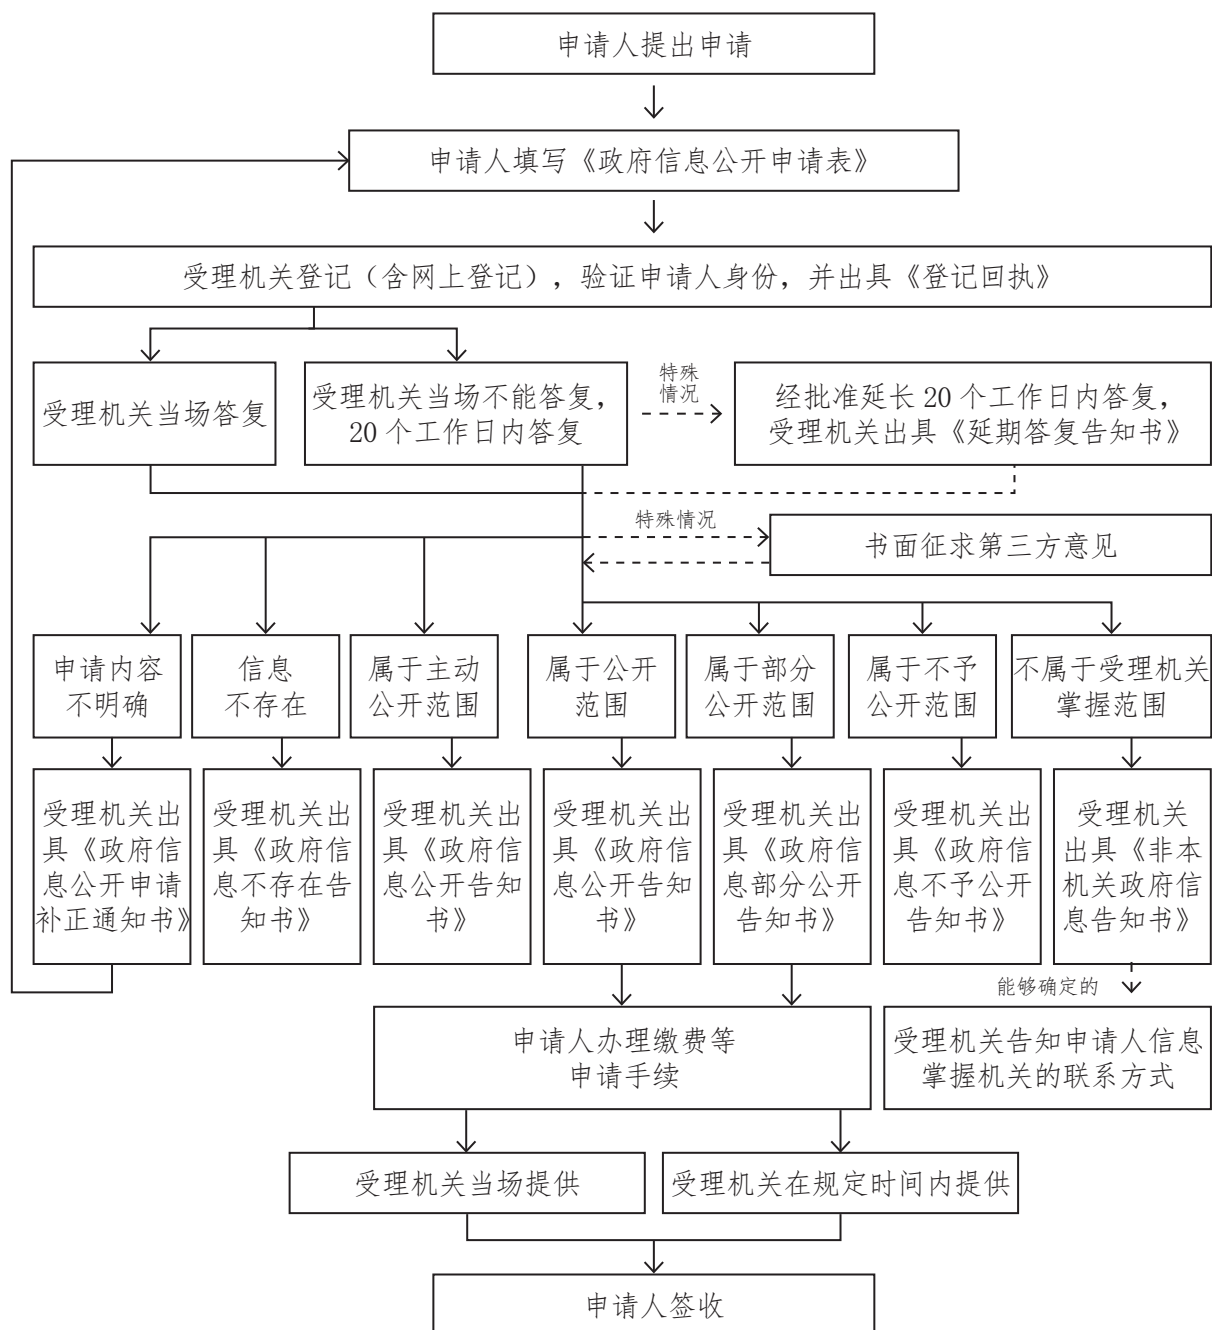 申请人提出申请
申请人填写《政府信息公开申请表》
受理机关登记（含网上登记），验证申请人身份，并出具《登记回执》
受理机关当场答复
受理机关当场不能答复，
20个工作日内答复
特殊
情况
经批准延长20个工作日内答复，
受理机关出具《延期答复告知书》
特殊情况
书面征求第三方意见
申请内容
不明确
信息
不存在
属于主动
公开范围
属于公开
范围
属于部分
公开范围
属于不予
公开范围
不属于受理机关
掌握范围
受理机关出
具《政府信
息公开申请
补正通知书》
受理机关出
具《政府信
息不存在告
知书》
受理机关出
具《政府信
息公开告知
书》
受理机关出
具《政府信
息公开告知
书》
受理机关出
具《政府信
息部分公开
告知书》
受理机关出
具《政府信
息不予公开
告知书》
受理机关
出具《非本
机关政府信
息告知书》
能够确定的
申请人办理缴费等
申请手续
受理机关告知申请人信息
掌握机关的联系方式
受理机关当场提供
受理机关在规定时间内提供
申请人签收